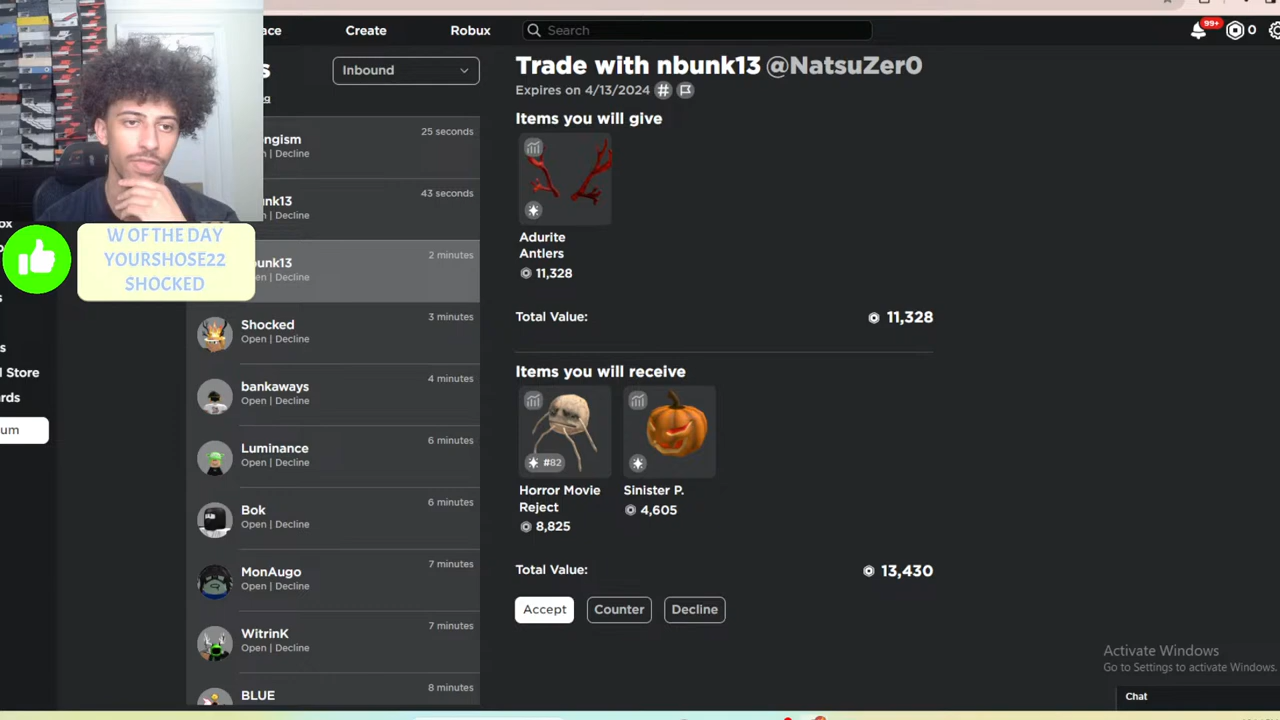 ace
Create
Robux
Search
99+
0
s
Inbound
g
Trade with nbunk13 @NatsuZer0
Expires on 4/13/2024 #
Items you will give
Adurite
Antlers
11,328
Total Value:
11,328
Items you will receive
#82
Horror Movie
Reject
8,825
Sinister P.
4,605
Total Value:
13,430
Accept
Counter
Decline
ngism
25 seconds
n | Decline
unk13
43 seconds
n | Decline
bunk13
2 minutes
Open | Decline
Shocked
3 minutes
Open | Decline
bankaways
4 minutes
Open | Decline
Luminance
6 minutes
Open | Decline
Bok
6 minutes
Open | Decline
MonAugo
7 minutes
Open | Decline
WitrinK
7 minutes
Open | Decline
BLUE
8 minutes
W OF THE DAY
YOURSHOSE22
SHOCKED
ox
s
s
l Store
rds
um
Activate Windows
Go to Settings to activate Windows.
Chat